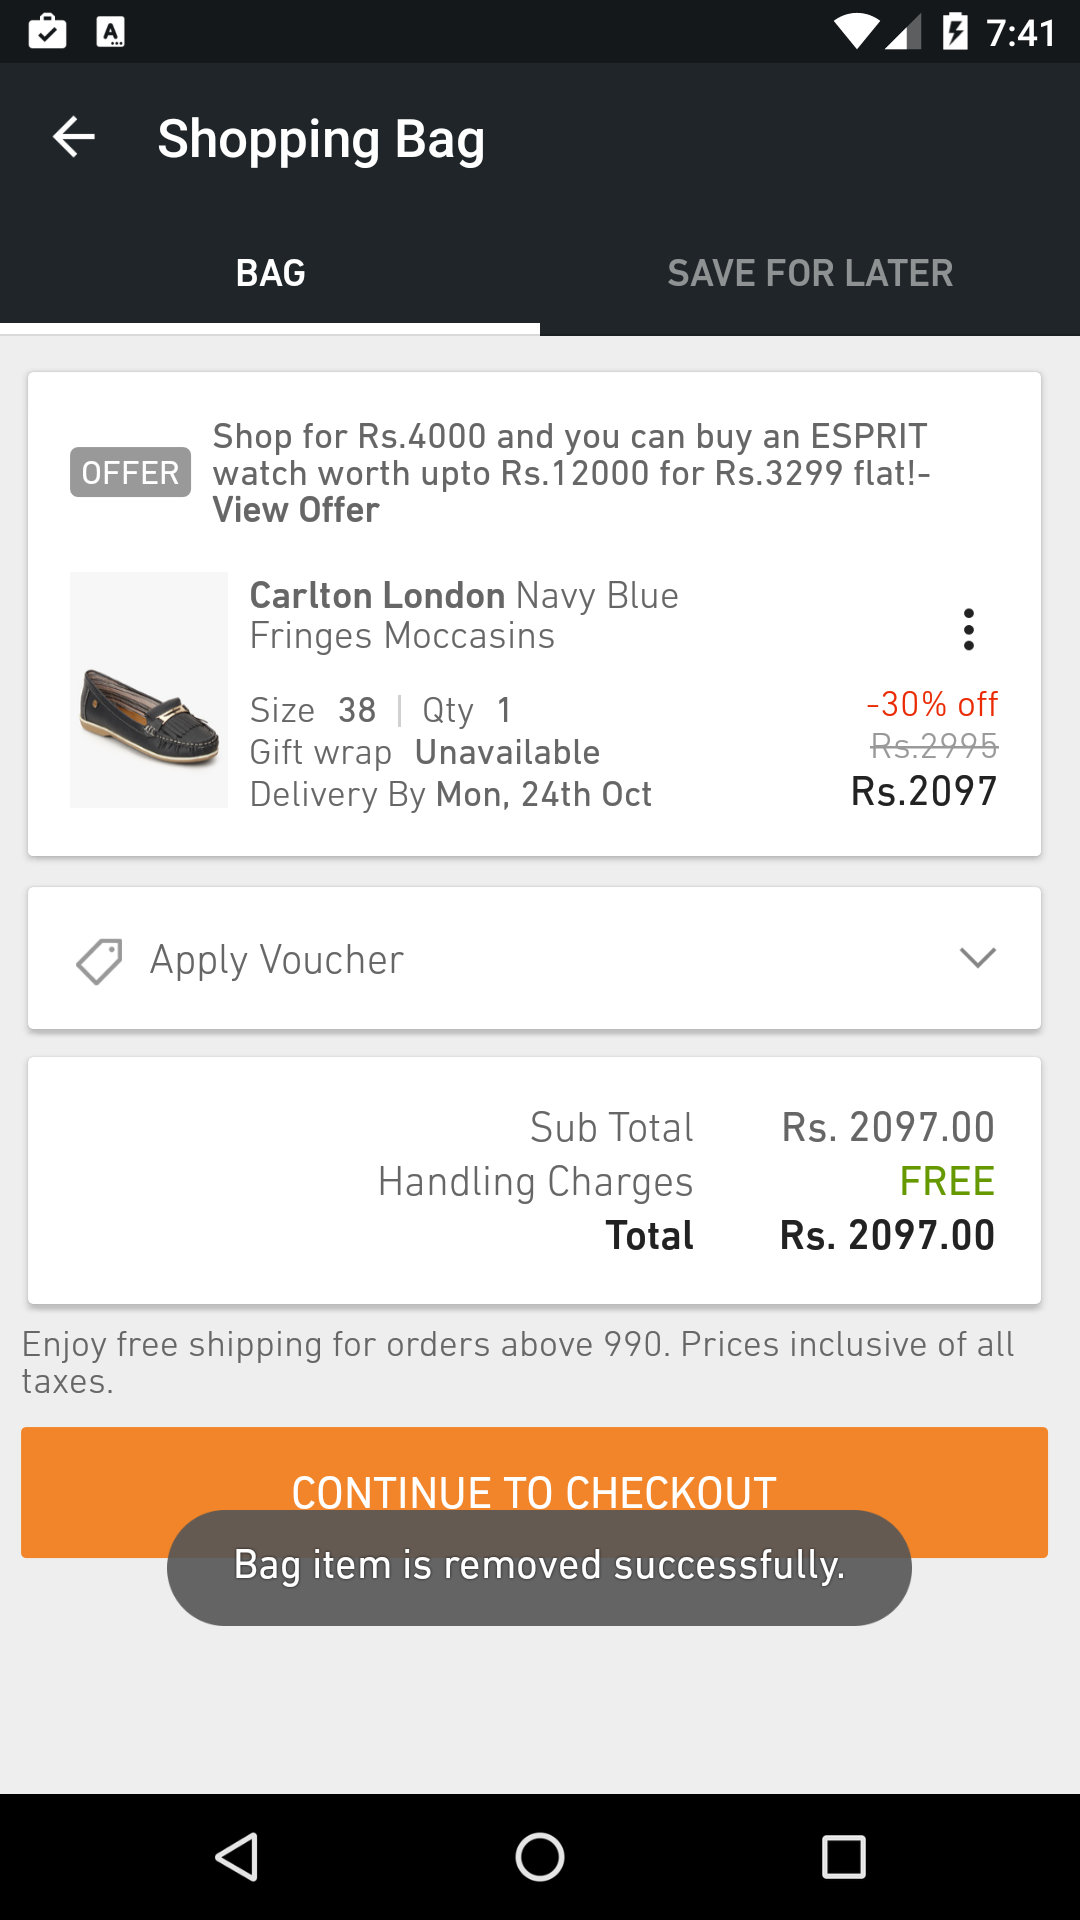 7:41
Shopping Bag
BAG
SAVE FOR LATER
OFFER
Shop for Rs.4000 and you can buy an ESPRIT
watch worth upto Rs.12000 for Rs.3299 flat!-
View Offer
Carlton London Navy Blue
Fringes Moccasins
Size 38 | Qty 1
Gift wrap Unavailable
Delivery By Mon, 24th Oct
-30% off
Rs.2995
Rs.2097
Apply Voucher
Sub Total Rs. 2097.00
Handling Charges FREE
Total Rs. 2097.00
Enjoy free shipping for orders above 990. Prices inclusive of all
taxes.
CONTINUE TO CHECKOUT
Bag item is removed successfully.